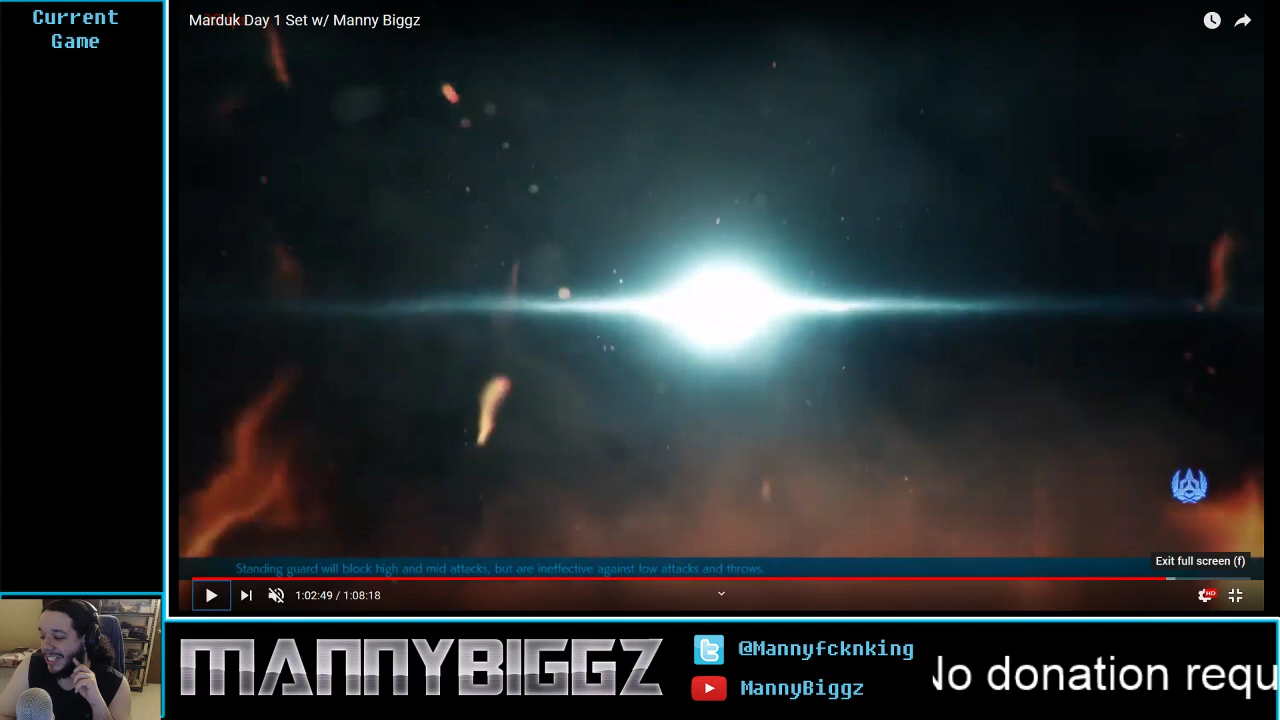 Current
Game
Marduk Day 1 Set w/ Manny Biggz
Standing guard will block high and mid attacks, but are ineffective against low attacks and throws.
Exit full screen (f)
1:02:49 / 1:08:18
HD
MANNYBIGGZ
@Mannyfcknking
MannyBiggz
No donation requ